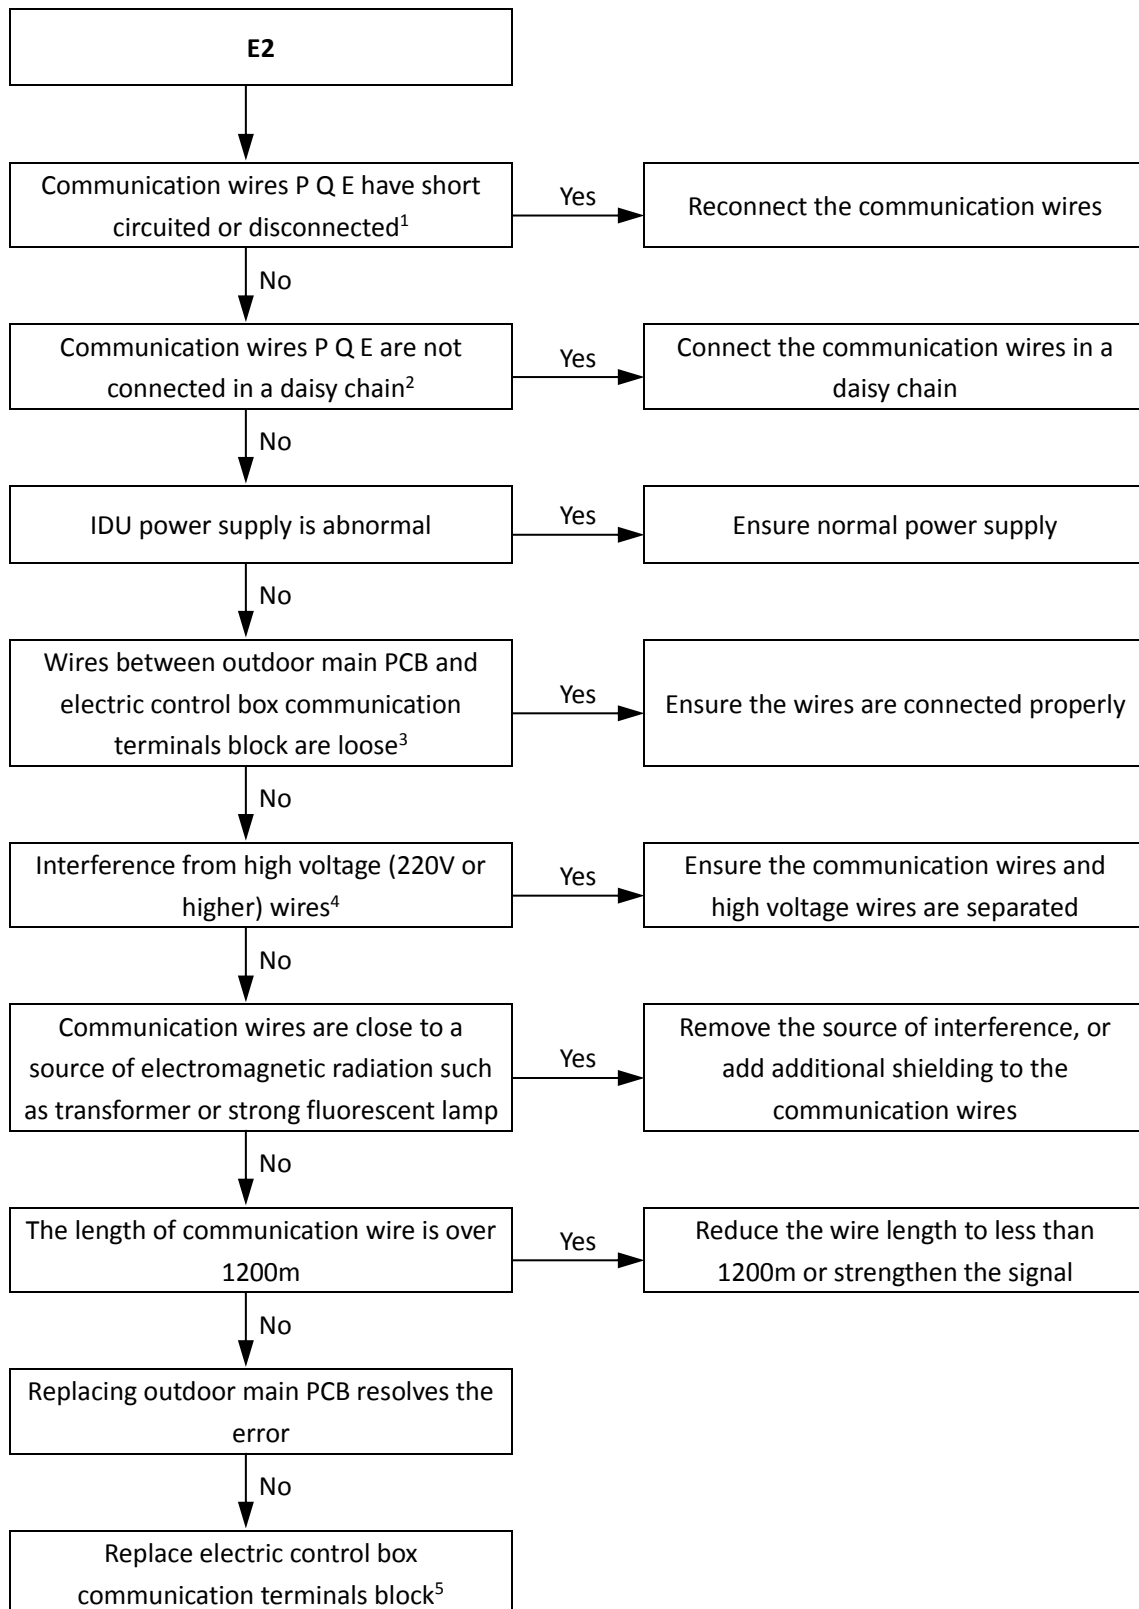 E2
Communication wires P Q E have short
circuited or disconnected1
Yes
Reconnect the communication wires
No
Communication wires P Q E are not
connected in a daisy chain2
Yes
Connect the communication wires in a
daisy chain
No
IDU power supply is abnormal
Yes
Ensure normal power supply
No
Wires between outdoor main PCB and
electric control box communication
terminals block are loose3
Yes
Ensure the wires are connected properly
No
Interference from high voltage (220V or
higher) wires4
Yes
Ensure the communication wires and
high voltage wires are separated
No
Communication wires are close to a
source of electromagnetic radiation such
as transformer or strong fluorescent lamp
Yes
Remove the source of interference, or
add additional shielding to the
communication wires
No
The length of communication wire is over
1200m
Yes
Reduce the wire length to less than
1200m or strengthen the signal
No
Replacing outdoor main PCB resolves the
error
No
Replace electric control box
communication terminals block5